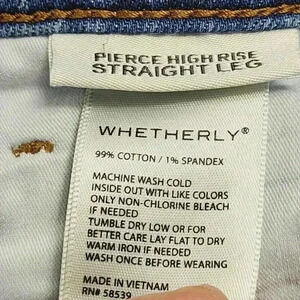 PIERCE HIGH RISE
STRAIGHT LEG
WHETHERLY®
99% COTTON / 1% SPANDEX
MACHINE WASH COLD
INSIDE OUT WITH LIKE COLORS
ONLY NON-CHLORINE BLEACH
IF NEEDED
TUMBLE DRY LOW OR FOR
BETTER CARE LAY FLAT TO DRY
WARM IRON IF NEEDED
WASH ONCE BEFORE WEARING
MADE IN VIETNAM
RN# 58539